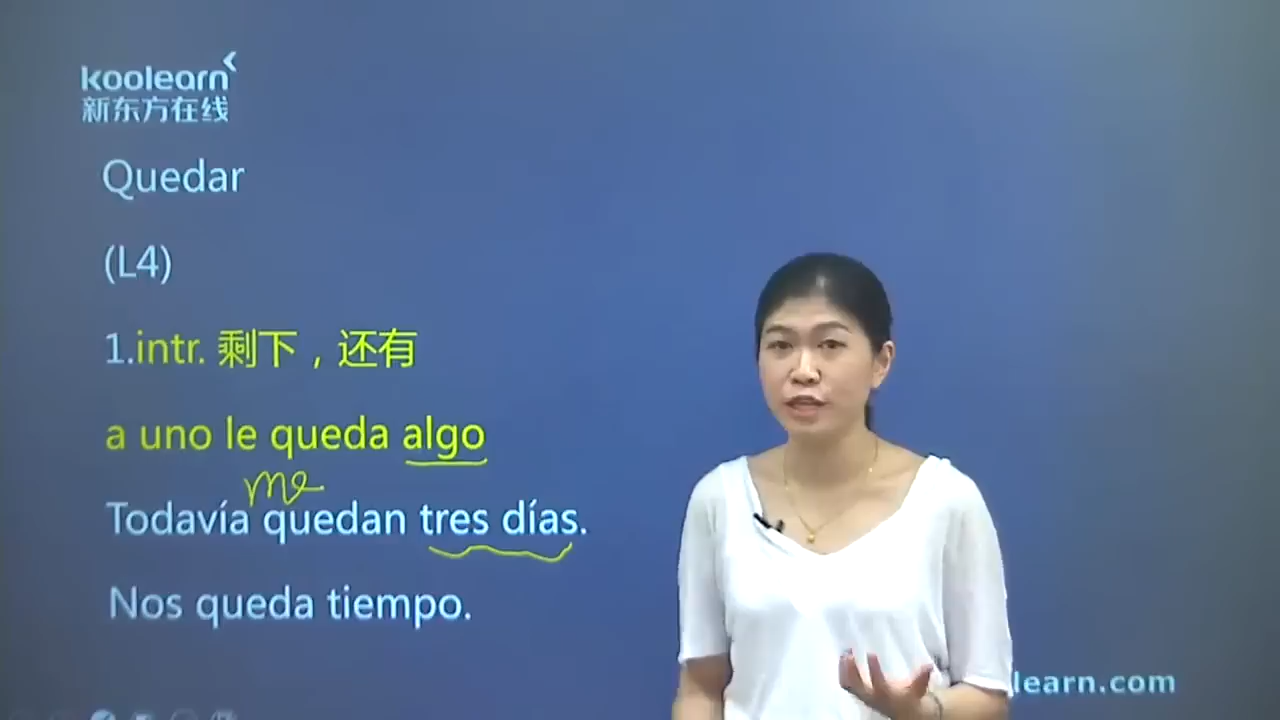 koolearn
新东方在线
Quedar
(L4)
1.intr. 剩下，还有
a uno le queda algo
me
Todavía quedan tres días.
Nos queda tiempo.
learn.com